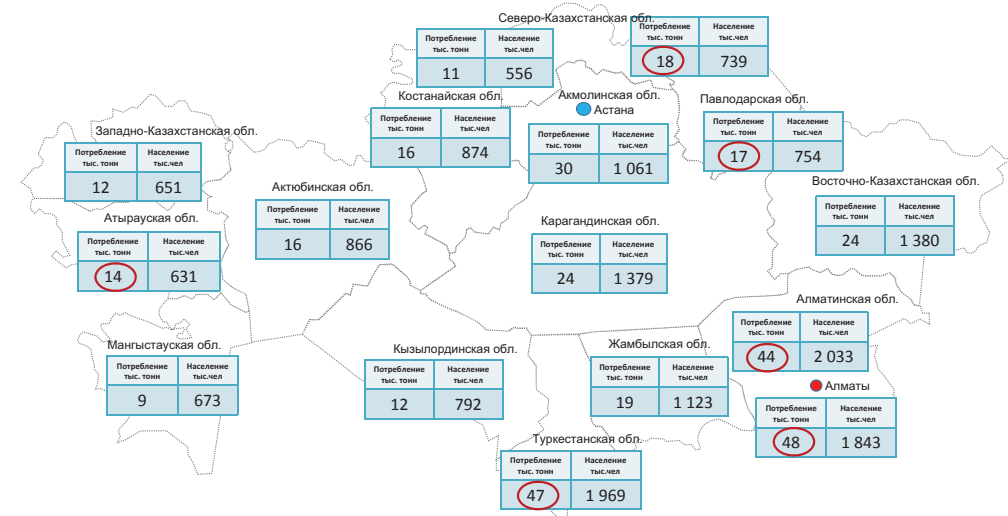 Северо-Казахстанская обл.
Потребление тыс. тонн Население тыс.чел
11 556
Потребление тыс. тонн Население тыс.чел
18 739
Костанайская обл.
Потребление тыс. тонн Население тыс.чел
16 874
Акмолинская обл.
Астана
Потребление тыс. тонн Население тыс.чел
30 1 061
Павлодарская обл.
Потребление тыс. тонн Население тыс.чел
17 754
Западно-Казахстанская обл.
Потребление тыс. тонн Население тыс.чел
12 651
Актюбинская обл.
Потребление тыс. тонн Население тыс.чел
16 866
Восточно-Казахстанская обл.
Потребление тыс. тонн Население тыс.чел
24 1 380
Атырауская обл.
Потребление тыс. тонн Население тыс.чел
14 631
Карагандинская обл.
Потребление тыс. тонн Население тыс.чел
24 1 379
Алматинская обл.
Потребление тыс. тонн Население тыс.чел
44 2 033
Мангыстауская обл.
Потребление тыс. тонн Население тыс.чел
9 673
Кызылординская обл.
Потребление тыс. тонн Население тыс.чел
12 792
Жамбылская обл.
Потребление тыс. тонн Население тыс.чел
19 1 123
Алматы
Потребление тыс. тонн Население тыс.чел
48 1 843
Туркестанская обл.
Потребление тыс. тонн Население тыс.чел
47 1 969